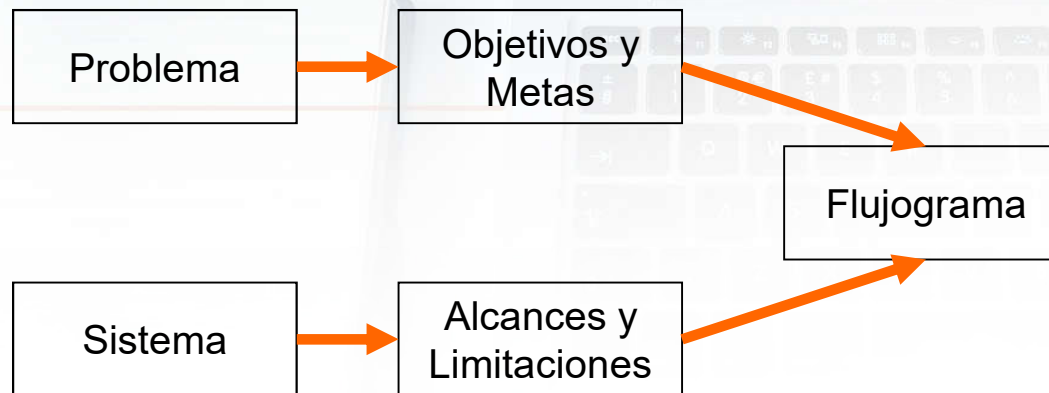 Problema
Objetivos y
Metas
Flujograma
Sistema
Alcances y
Limitaciones